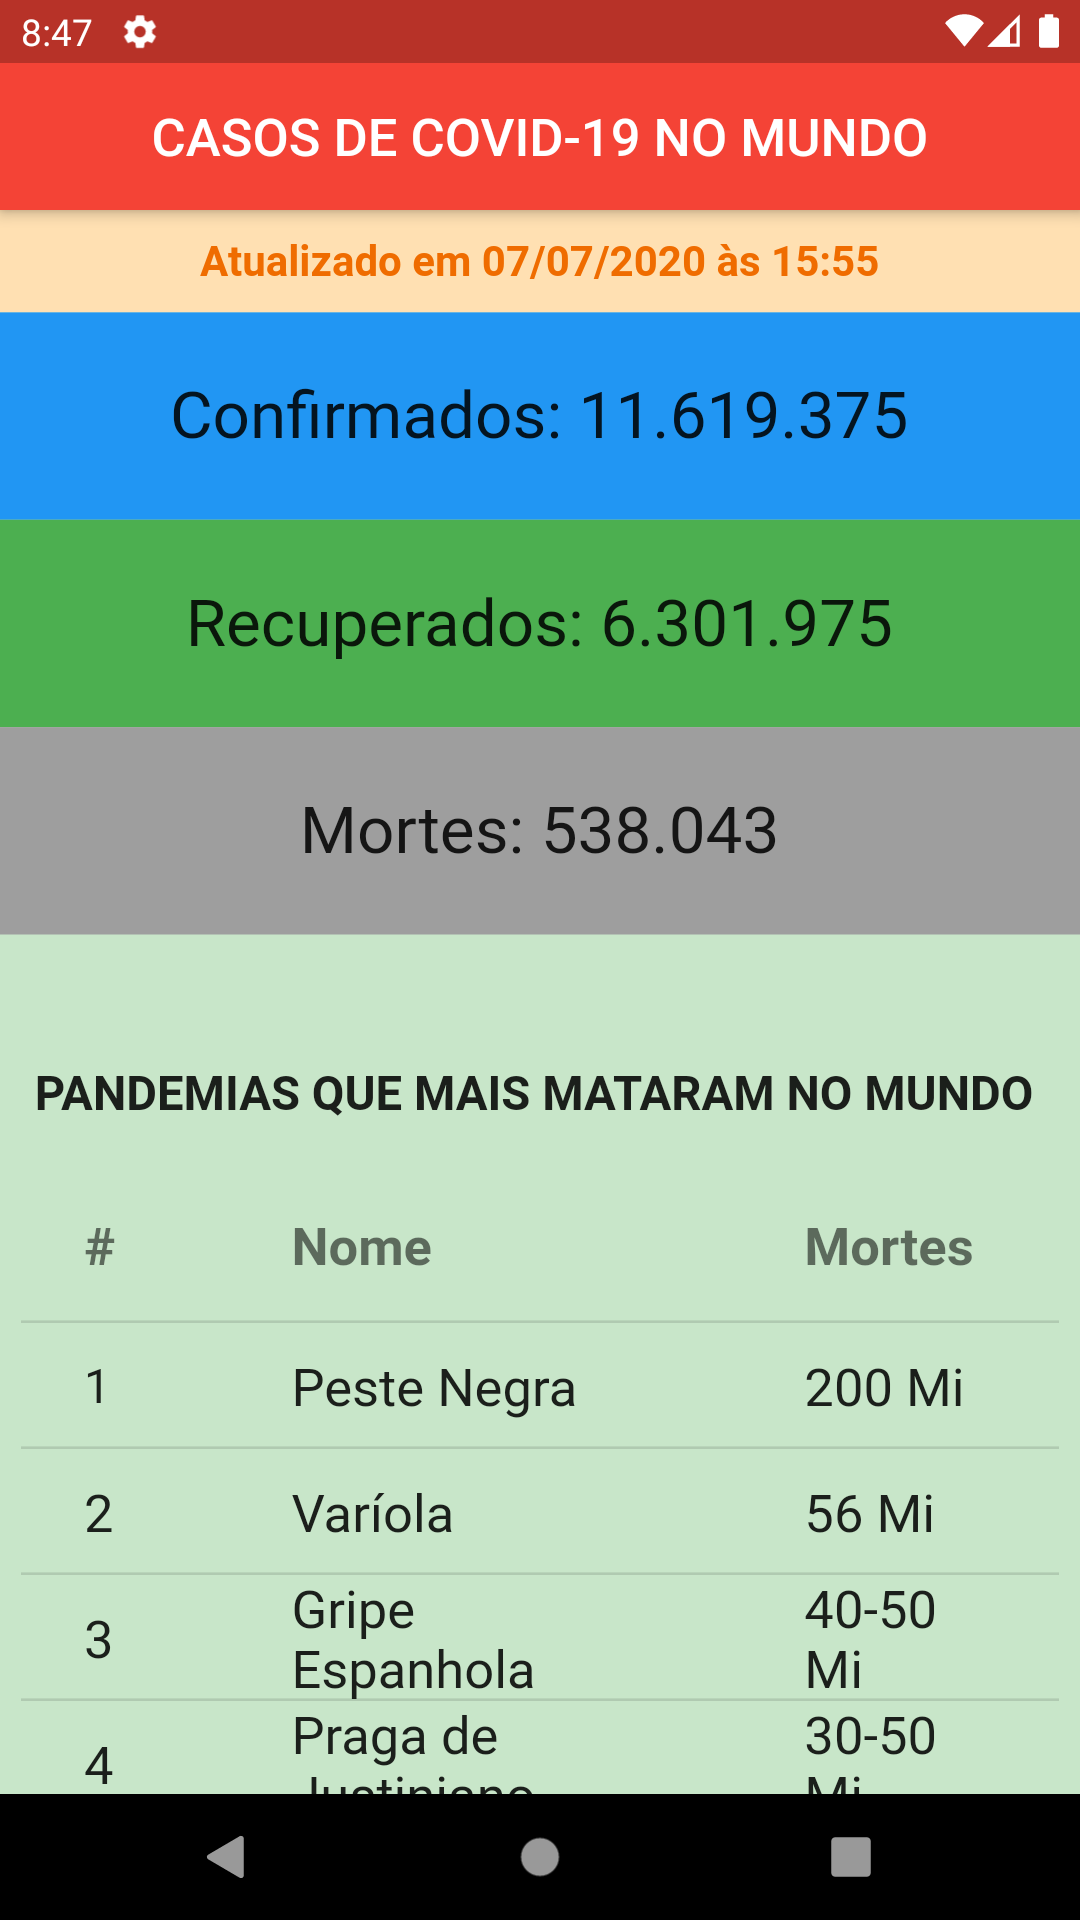 8:47
CASOS DE COVID-19 NO MUNDO
Atualizado em 07/07/2020 às 15:55
Confirmados: 11.619.375
Recuperados: 6.301.975
Mortes: 538.043
PANDEMIAS QUE MAIS MATARAM NO MUNDO
# Nome Mortes
1 Peste Negra 200 Mi
2 Varíola 56 Mi
3 Gripe Espanhola 40-50 Mi
4 Praga de Justiniano 30-50 Mi